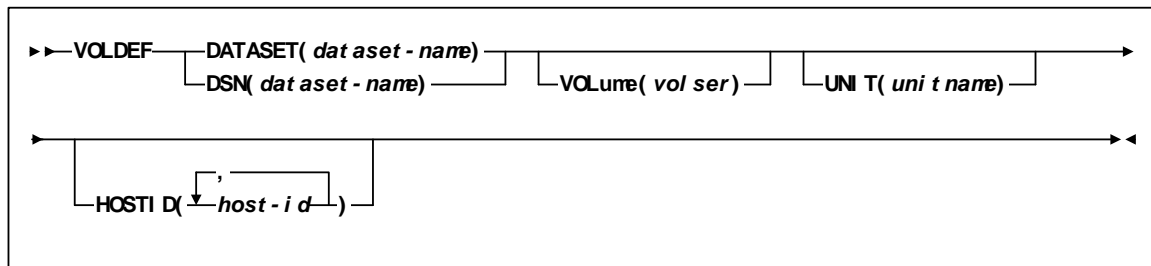 VOLDEF DATASET( dataset-name)
DSN( dataset-name) VOLume( volser) UNIT( unitname)
,
HOSTID( host-id )